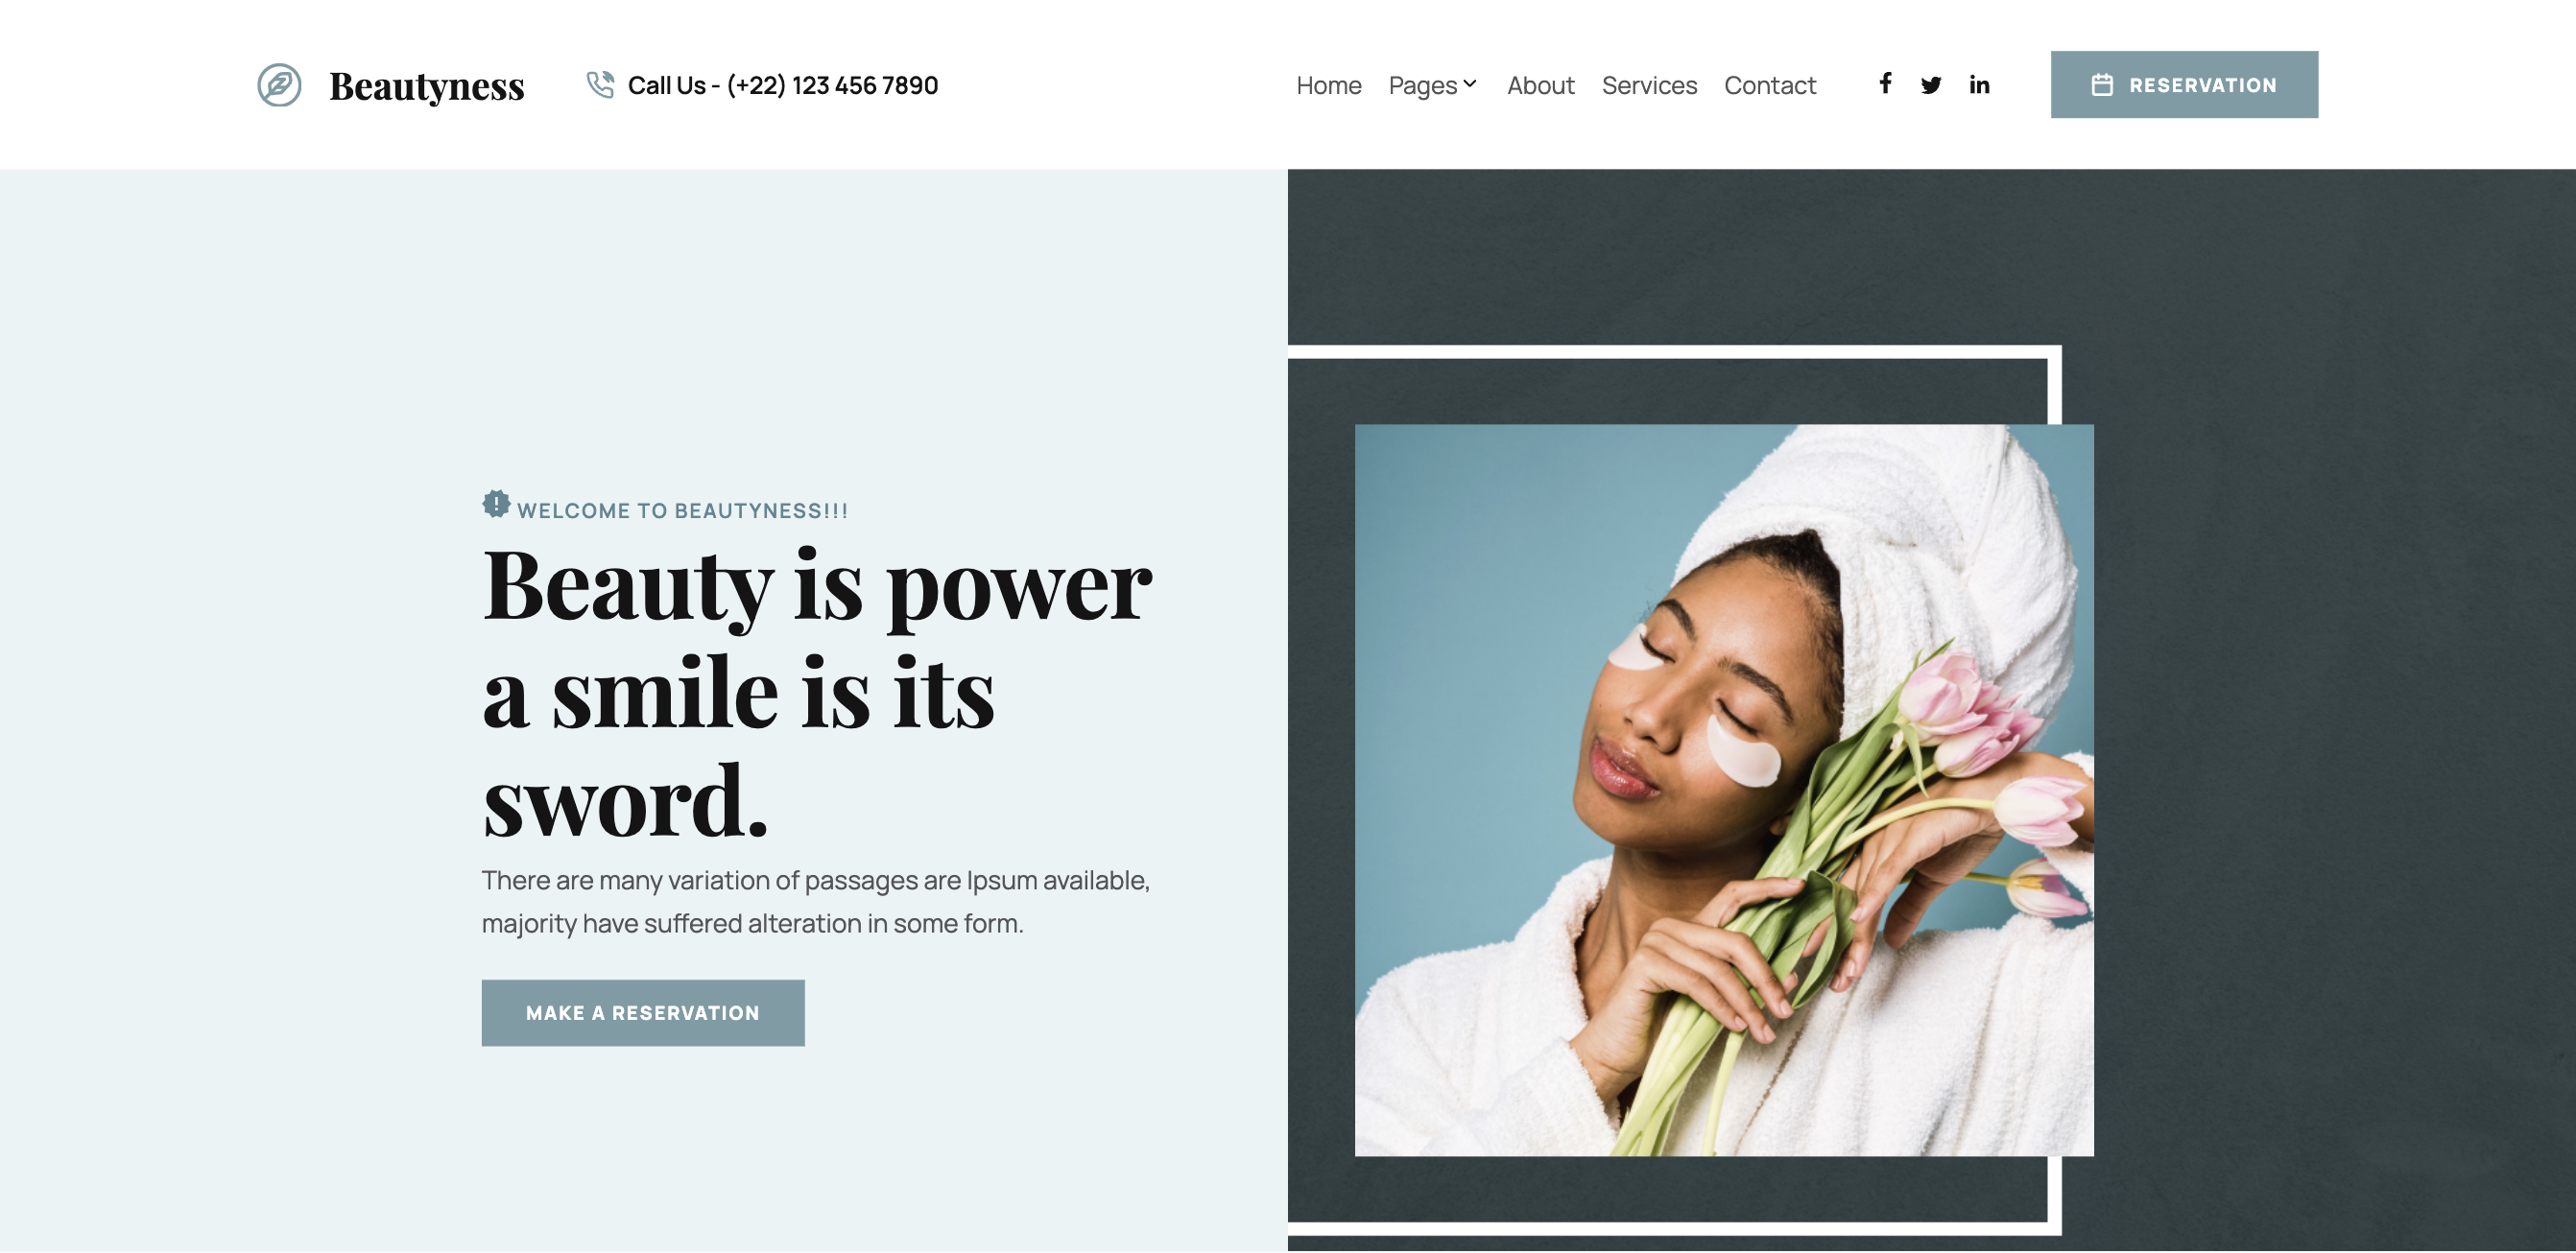 Beautyness
Call Us - (+22) 123 456 7890
Home Pages About Services Contact
RESERVATION
WELCOME TO BEAUTYNESS!!!
Beauty is power
a smile is its
sword.
There are many variation of passages are Ipsum available,
majority have suffered alteration in some form.
MAKE A RESERVATION